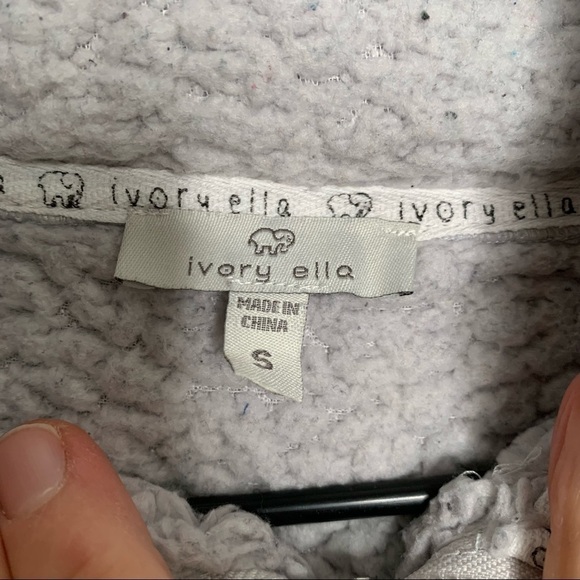 ivory ella ivory ella
ivory ella
MADE IN
CHINA
S